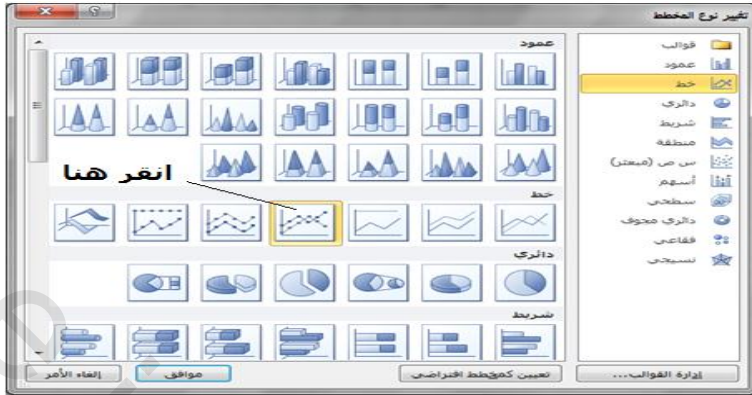 تغيير نوع المخطط
قوالب
عمود
خط
دائري
شريط
منطقة
س ص (مبعثر)
أسهم
سطحي
دائري مجوف
فقاعي
نسيجي
عمود
انقر هنا
خط
دائري
شريط
إدارة القوالب...
تعيين كمخطط افتراضي
موافق
إلغاء الأمر